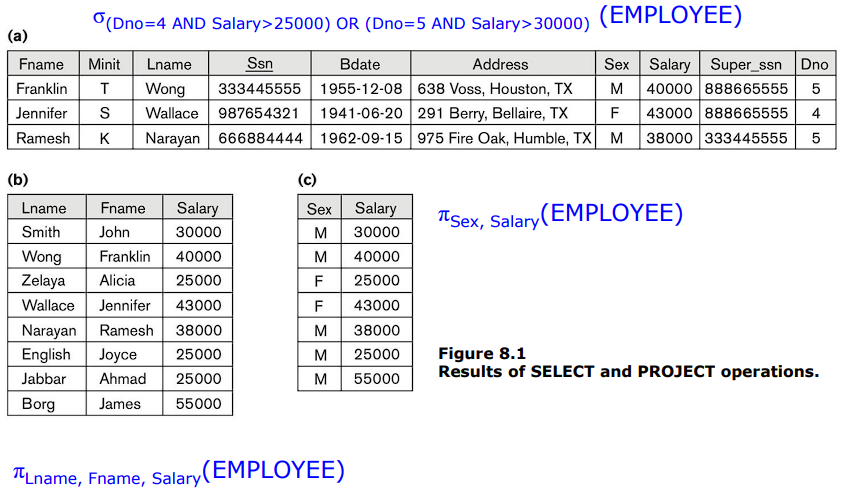 σ(Dno=4 AND Salary>25000) OR (Dno=5 AND Salary>30000) (EMPLOYEE)
(a)
Fname Minit Lname Ssn Bdate Address Sex Salary Super_ssn Dno
Franklin T Wong 333445555 1955-12-08 638 Voss, Houston, TX M 40000 888665555 5
Jennifer S Wallace 987654321 1941-06-20 291 Berry, Bellaire, TX F 43000 888665555 4
Ramesh K Narayan 666884444 1962-09-15 975 Fire Oak, Humble, TX M 38000 333445555 5
(b)
Lname Fname Salary
Smith John 30000
Wong Franklin 40000
Zelaya Alicia 25000
Wallace Jennifer 43000
Narayan Ramesh 38000
English Joyce 25000
Jabbar Ahmad 25000
Borg James 55000
(c)
Sex Salary
M 30000
M 40000
F 25000
F 43000
M 38000
M 25000
M 55000
πSex, Salary(EMPLOYEE)
Figure 8.1
Results of SELECT and PROJECT operations.
πLname, Fname, Salary(EMPLOYEE)